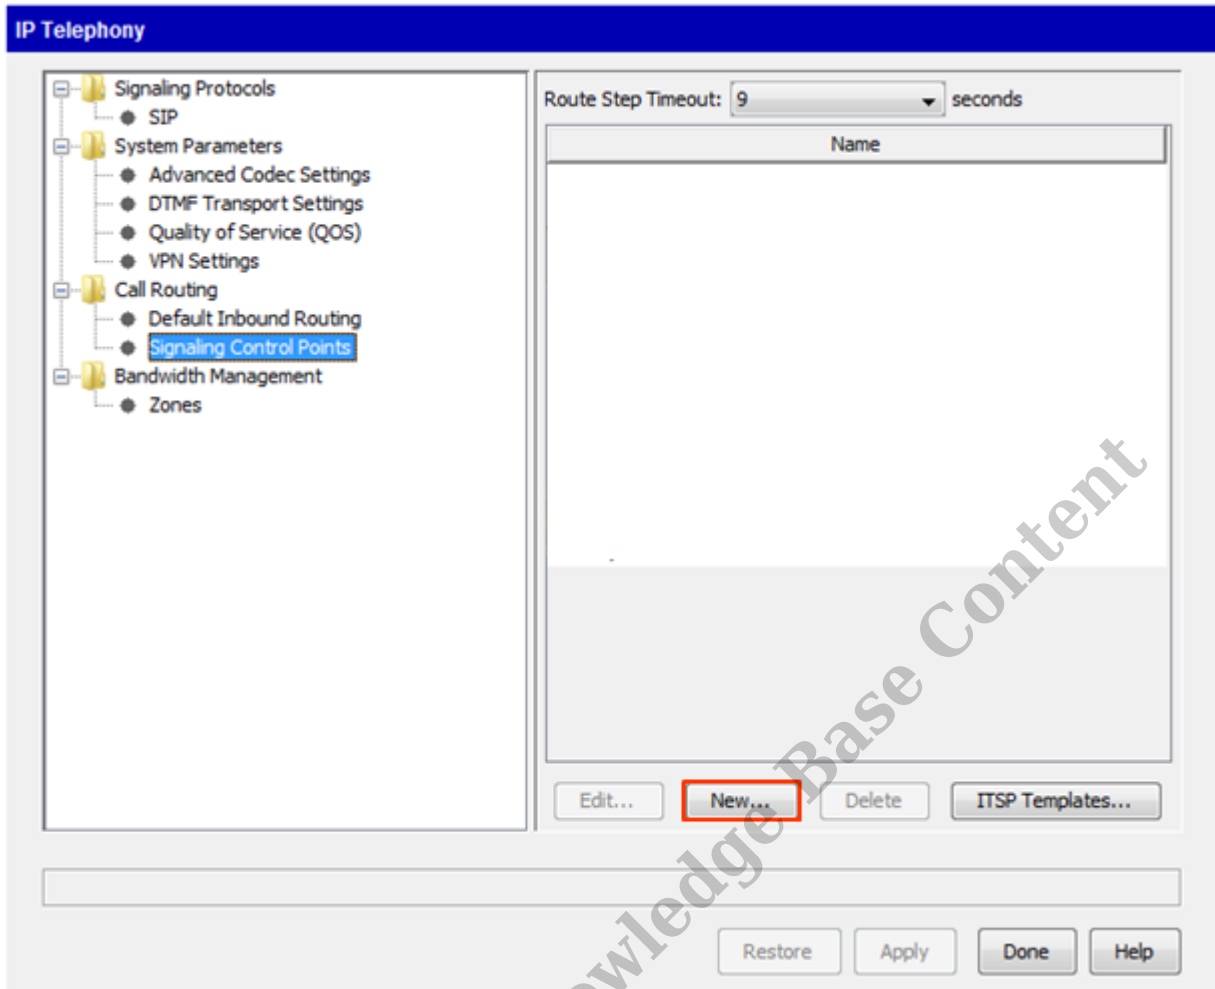 IP Telephony
Signaling Protocols
SIP
System Parameters
Advanced Codec Settings
DTMF Transport Settings
Quality of Service (QOS)
VPN Settings
Call Routing
Default Inbound Routing
Signaling Control Points
Bandwidth Management
Zones
Route Step Timeout: 9 seconds
Name
Edit... New... Delete ITSP Templates...
Restore Apply Done Help
Base Content